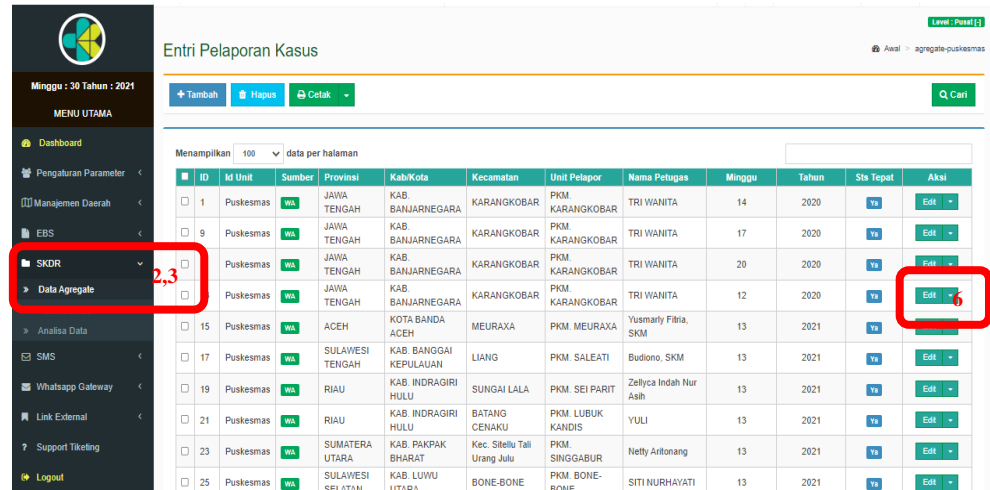 Level : Pusat [-]
Entri Pelaporan Kasus
Awal > agregate-puskesmas
Minggu : 30 Tahun : 2021
MENU UTAMA
Dashboard
Pengaturan Parameter
Manajemen Daerah
EBS
SKDR
Data Agregate
Analisa Data
SMS
Whatsapp Gateway
Link External
? Support Tiketing
Logout
2,3
+ Tambah Hapus Cetak Cari
Menampilkan 100 data per halaman
ID Id Unit Sumber Provinsi Kab/Kota Kecamatan Unit Pelapor Nama Petugas Minggu Tahun Sts Tepat Aksi
1 Puskesmas WA JAWA TENGAH KAB. BANJARNEGARA KARANGKOBAR PKM. KARANGKOBAR TRI WANITA 14 2020 Ya Edit
9 Puskesmas WA JAWA TENGAH KAB. BANJARNEGARA KARANGKOBAR PKM. KARANGKOBAR TRI WANITA 17 2020 Ya Edit
Puskesmas WA JAWA TENGAH KAB. BANJARNEGARA KARANGKOBAR PKM. KARANGKOBAR TRI WANITA 20 2020 Ya Edit
Puskesmas WA JAWA TENGAH KAB. BANJARNEGARA KARANGKOBAR PKM. KARANGKOBAR TRI WANITA 12 2020 Ya Edit
6
15 Puskesmas WA ACEH KOTA BANDA ACEH MEURAXA PKM. MEURAXA Yusmarly Fitria, SKM 13 2021 Ya Edit
17 Puskesmas WA SULAWESI TENGAH KAB. BANGGAI KEPULAUAN LIANG PKM. SALEATI Budiono, SKM 13 2021 Ya Edit
19 Puskesmas WA RIAU KAB. INDRAGIRI HULU SUNGAI LALA PKM. SEI PARIT Zellyca Indah Nur Asih 13 2021 Ya Edit
21 Puskesmas WA RIAU KAB. INDRAGIRI HULU BATANG CENAKU PKM. LUBUK KANDIS YULI 13 2021 Ya Edit
23 Puskesmas WA SUMATERA UTARA KAB. PAKPAK BHARAT Kec. Sitellu Tali Urang Julu PKM. SINGGABUR Netty Aritonang 13 2021 Ya Edit
25 Puskesmas WA SULAWESI SELATAN KAB. LUWU UTARA BONE-BONE PKM. BONE-BONE SITI NURHAYATI 13 2021 Ya Edit